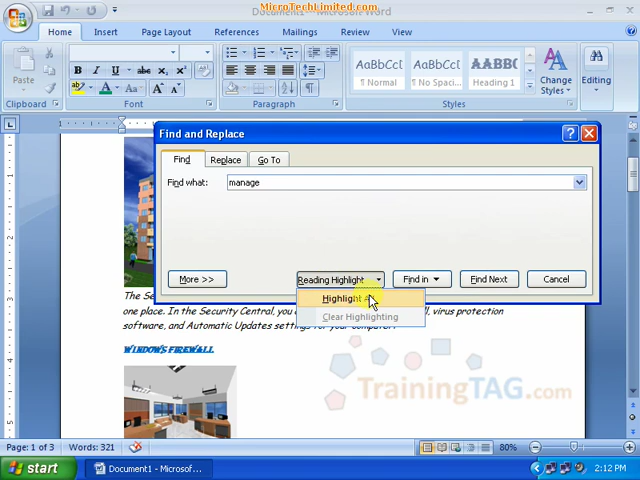 MicroTechLimited.com
Document1 - Microsoft Word
Home Insert Page Layout References Mailings Review View
Paste
Clipboard
Font
Paragraph
B I U abc x₂ x²
AaBbCcI AaBbCcI AABBC
¶ Normal ¶ No Spaci... Heading 1
Styles
Change Styles
Editing
Find and Replace
Find Replace Go To
Find what: manage
More >> Reading Highlight Find in Find Next Cancel
Highlight
Clear Highlighting
The Se
one place. In the Security Central, you
virus protection
software, and Automatic Updates settings for your computer.
WINDOWS FIREWALL
TrainingTAG.com
Page: 1 of 3 Words: 321 80%
start Document1 - Microsof... 2:12 PM